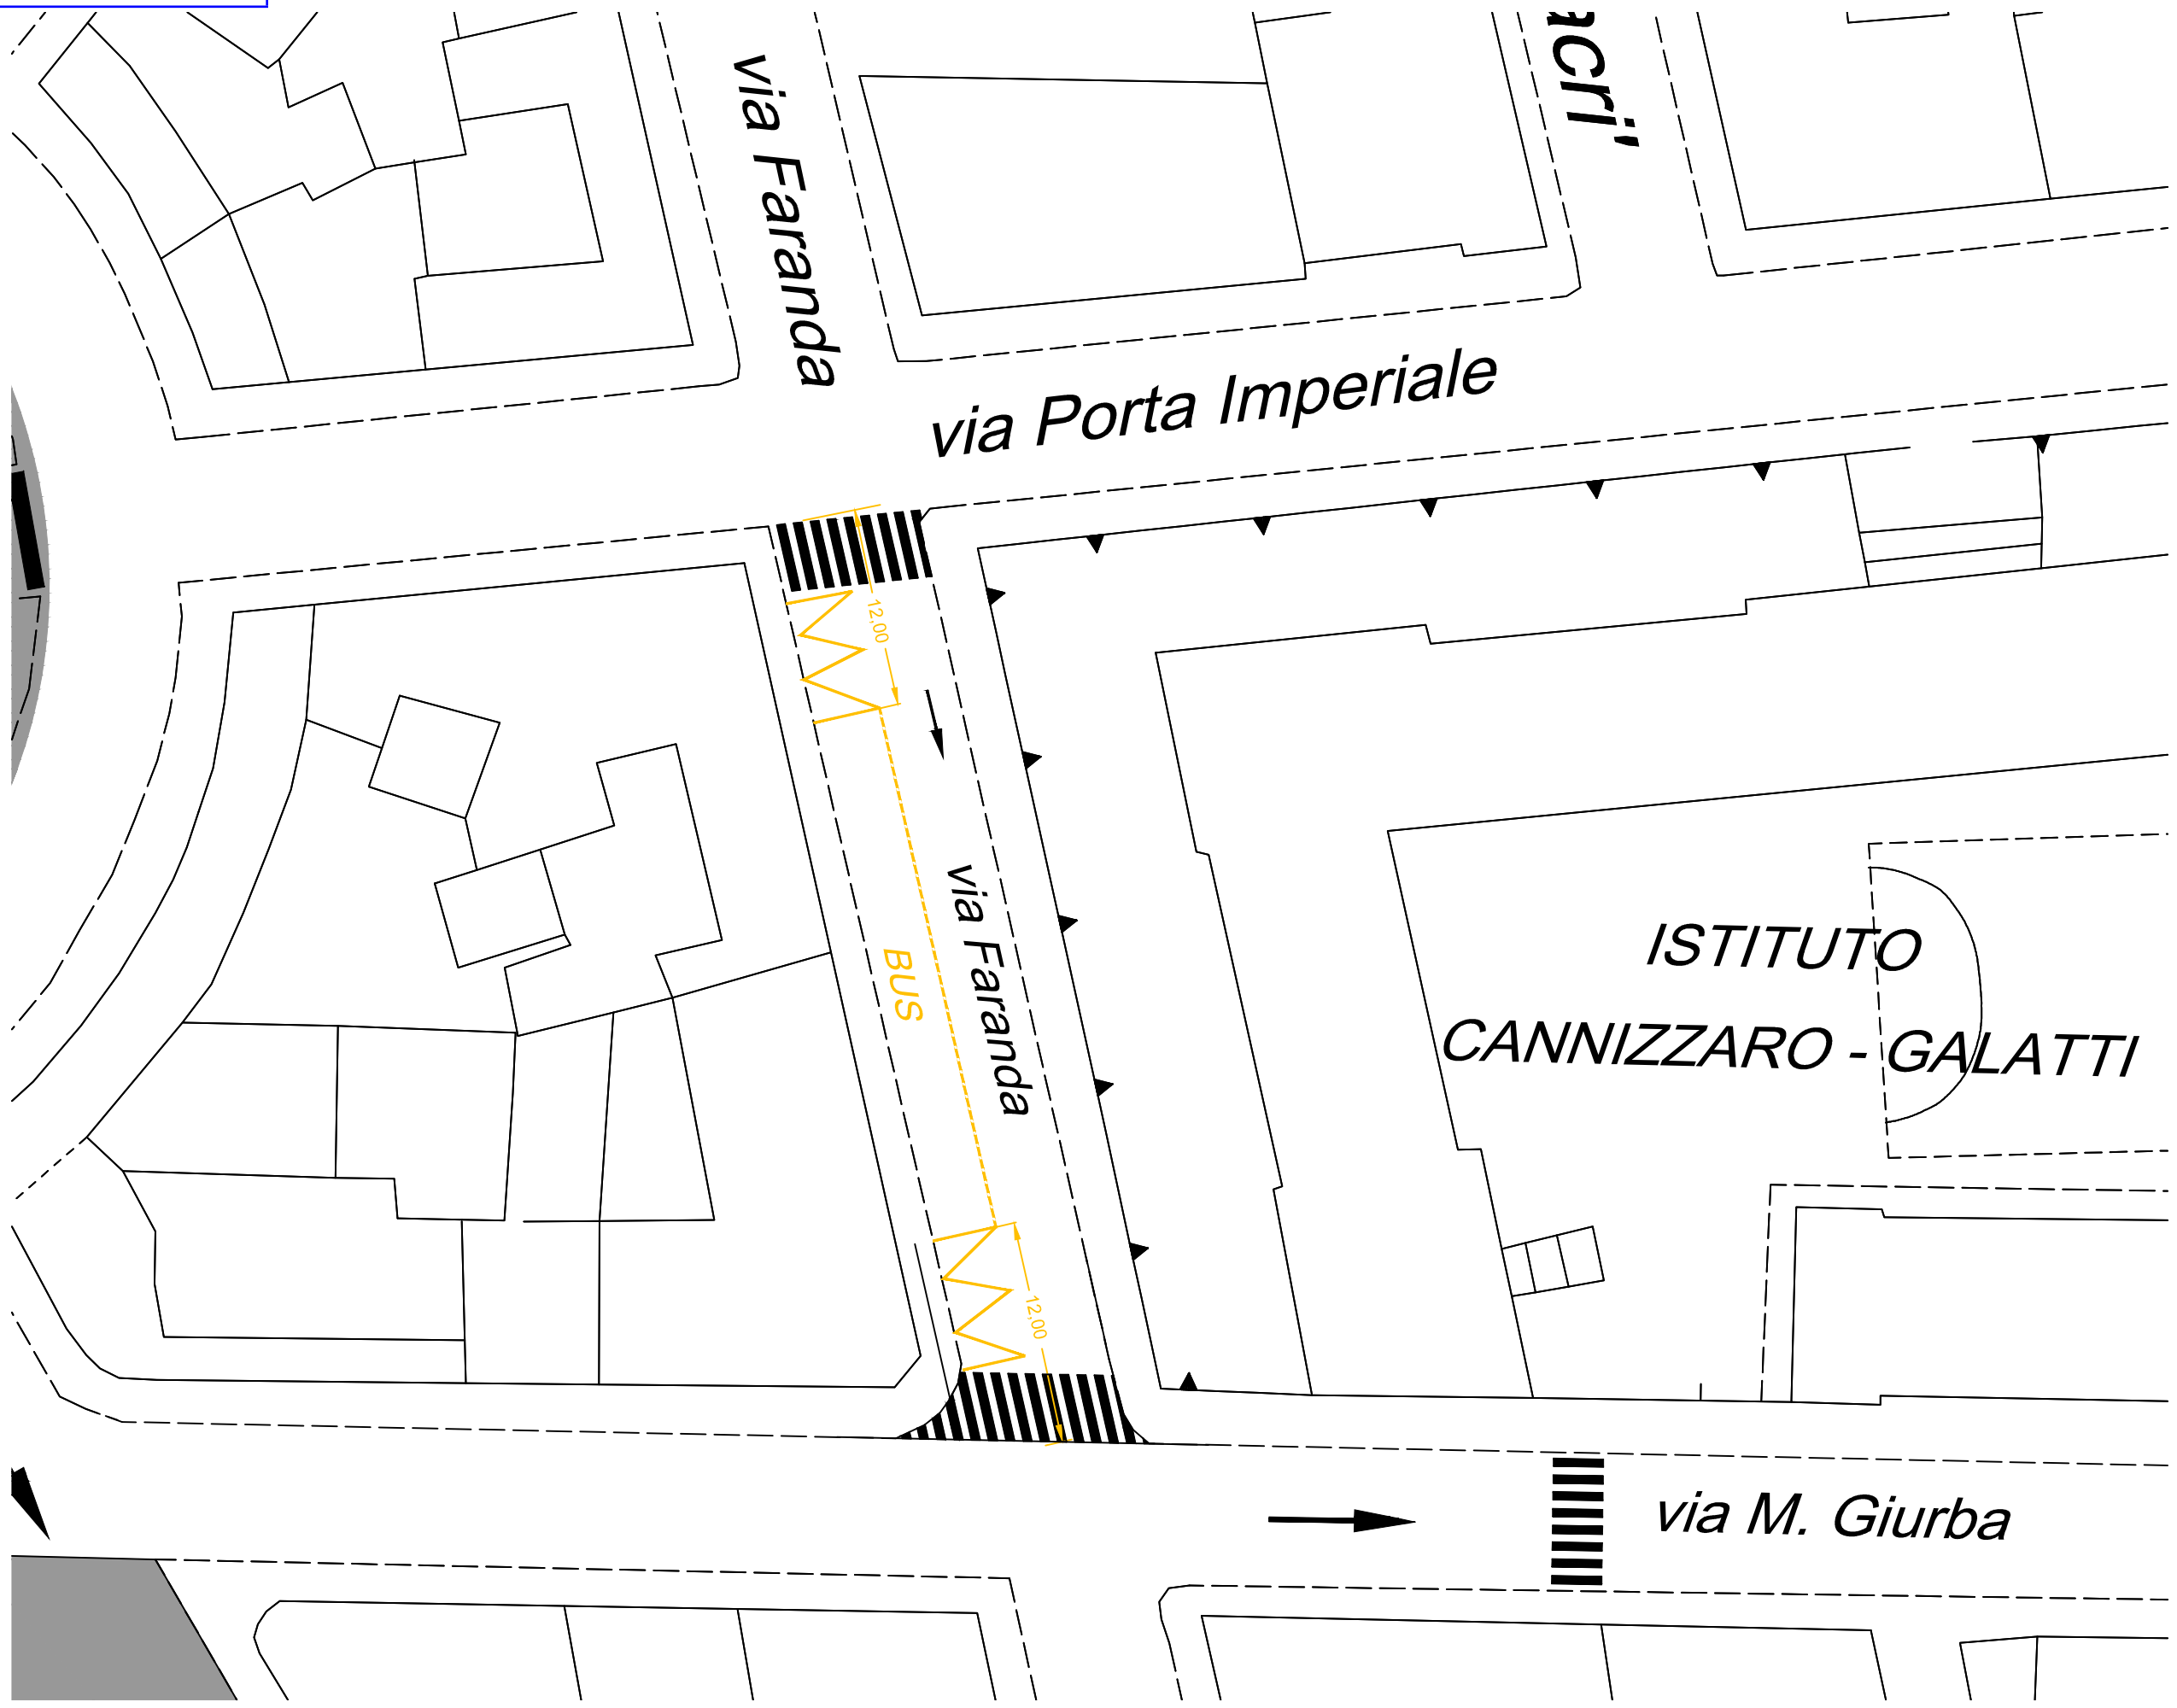 via Faranda
acri"
via Porta Imperiale
12,00
via Faranda
BUS
ISTITUTO
CANNIZZARO - GALATTI
12,00
via M. Giurba